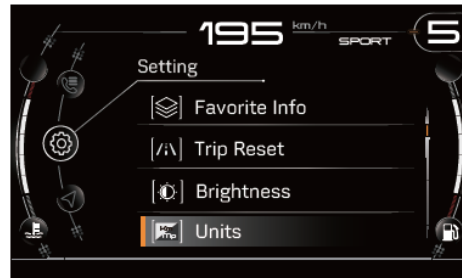 195 km/h SPORT 5
Setting
Favorite Info
Trip Reset
Brightness
Units